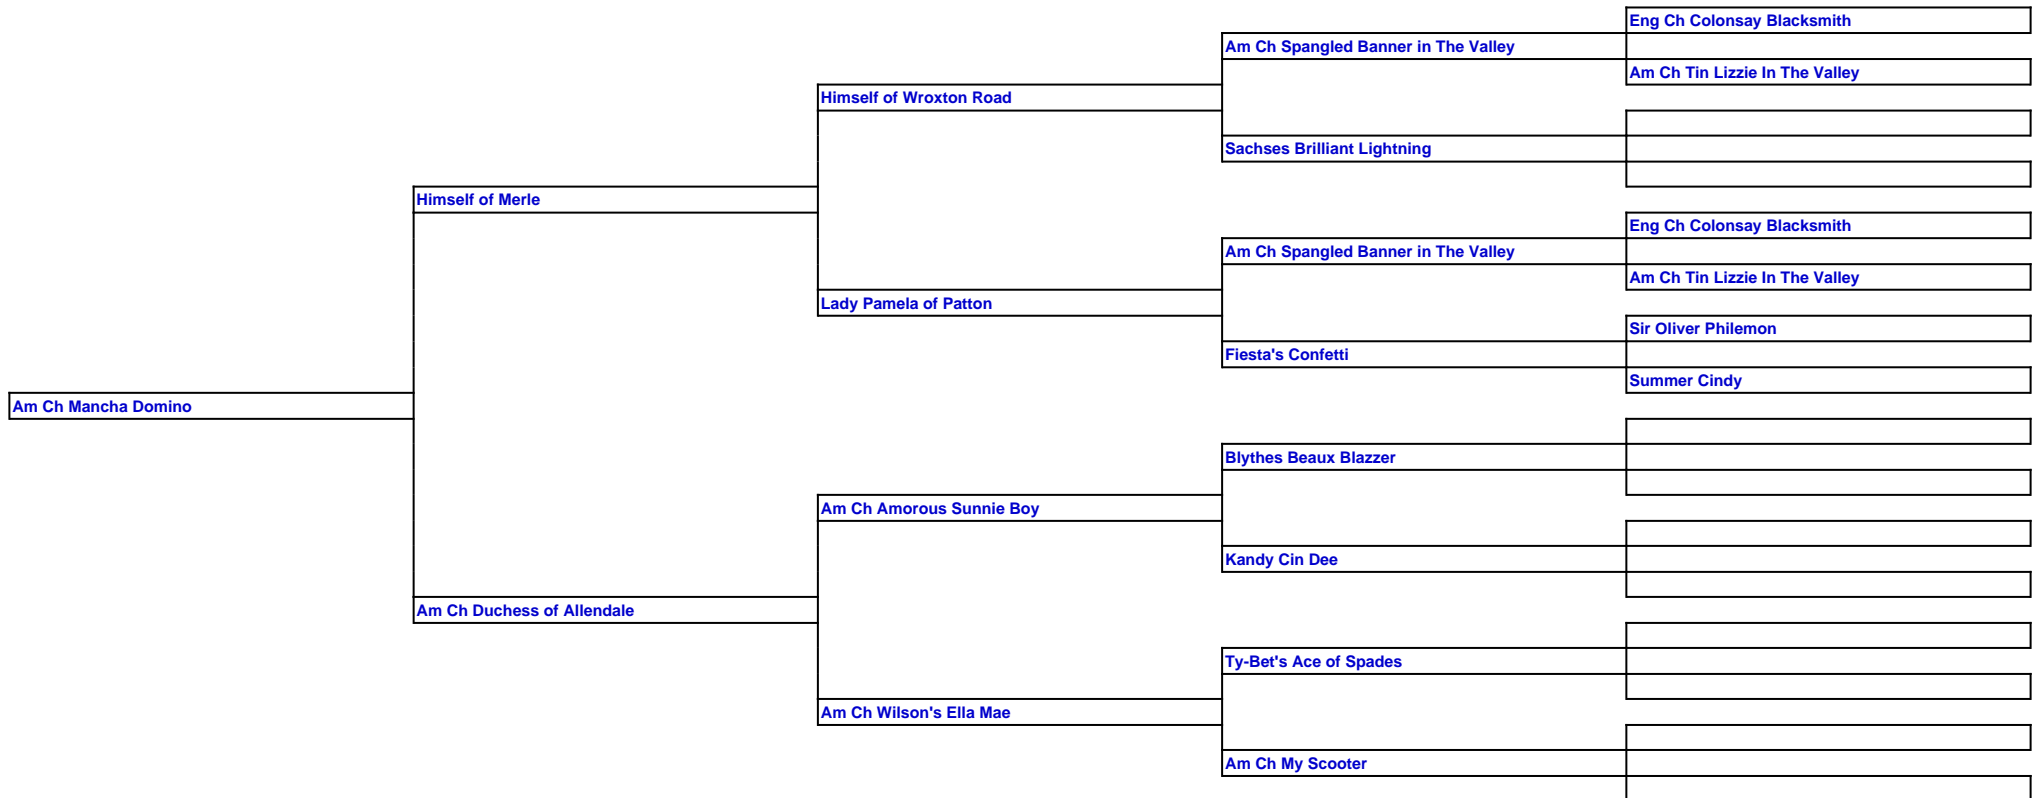 Eng Ch Colonsay Blacksmith
Am Ch Spangled Banner in The Valley
Am Ch Tin Lizzie In The Valley
Himself of Wroxton Road
Sachses Brilliant Lightning
Himself of Merle
Eng Ch Colonsay Blacksmith
Am Ch Spangled Banner in The Valley
Am Ch Tin Lizzie In The Valley
Lady Pamela of Patton
Sir Oliver Philemon
Fiesta's Confetti
Summer Cindy
Am Ch Mancha Domino
Blythes Beaux Blazzer
Am Ch Amorous Sunnie Boy
Kandy Cin Dee
Am Ch Duchess of Allendale
Ty-Bet's Ace of Spades
Am Ch Wilson's Ella Mae
Am Ch My Scooter